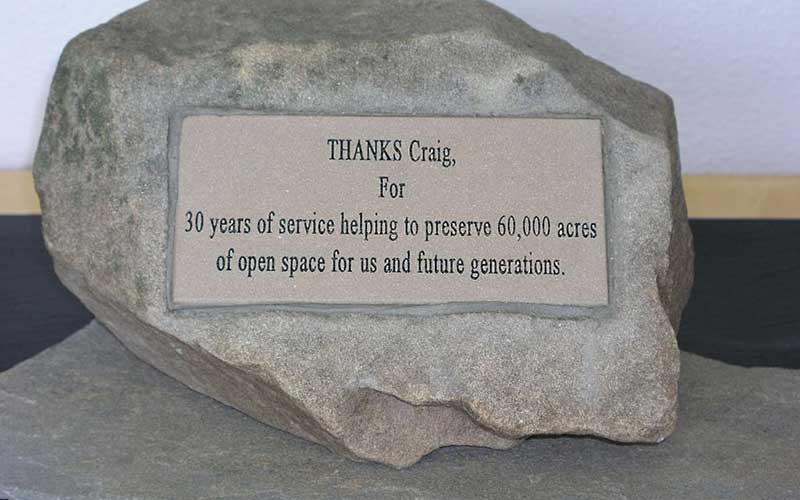 THANKS Craig,
For
30 years of service helping to preserve 60,000 acres
of open space for us and future generations.